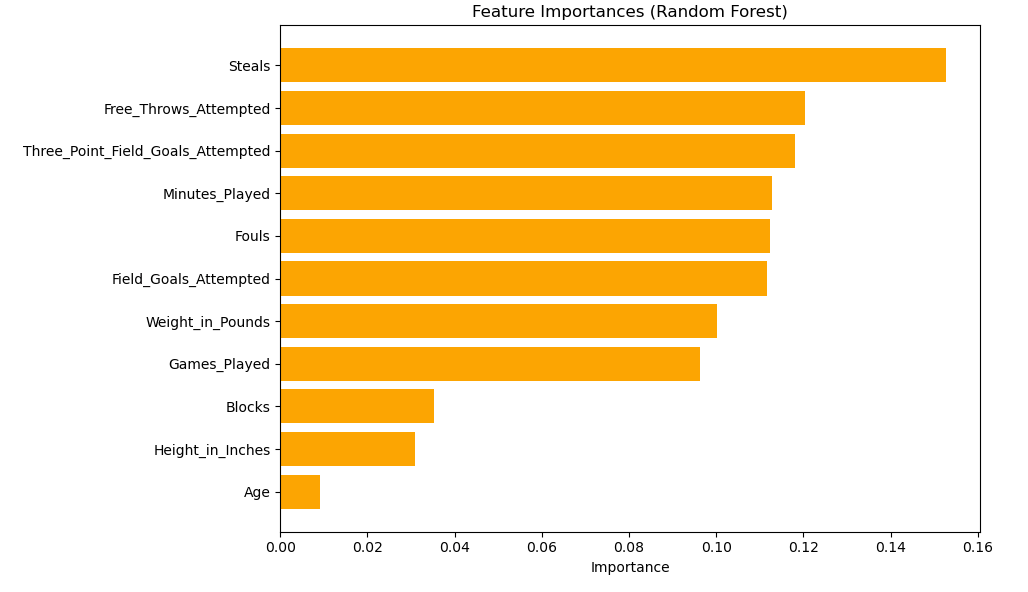 Feature Importances (Random Forest)
Steals
Free_Throws_Attempted
Three_Point_Field_Goals_Attempted
Minutes_Played
Fouls
Field_Goals_Attempted
Weight_in_Pounds
Games_Played
Blocks
Height_in_Inches
Age
0.00 0.02 0.04 0.06 0.08 0.10 0.12 0.14 0.16
Importance